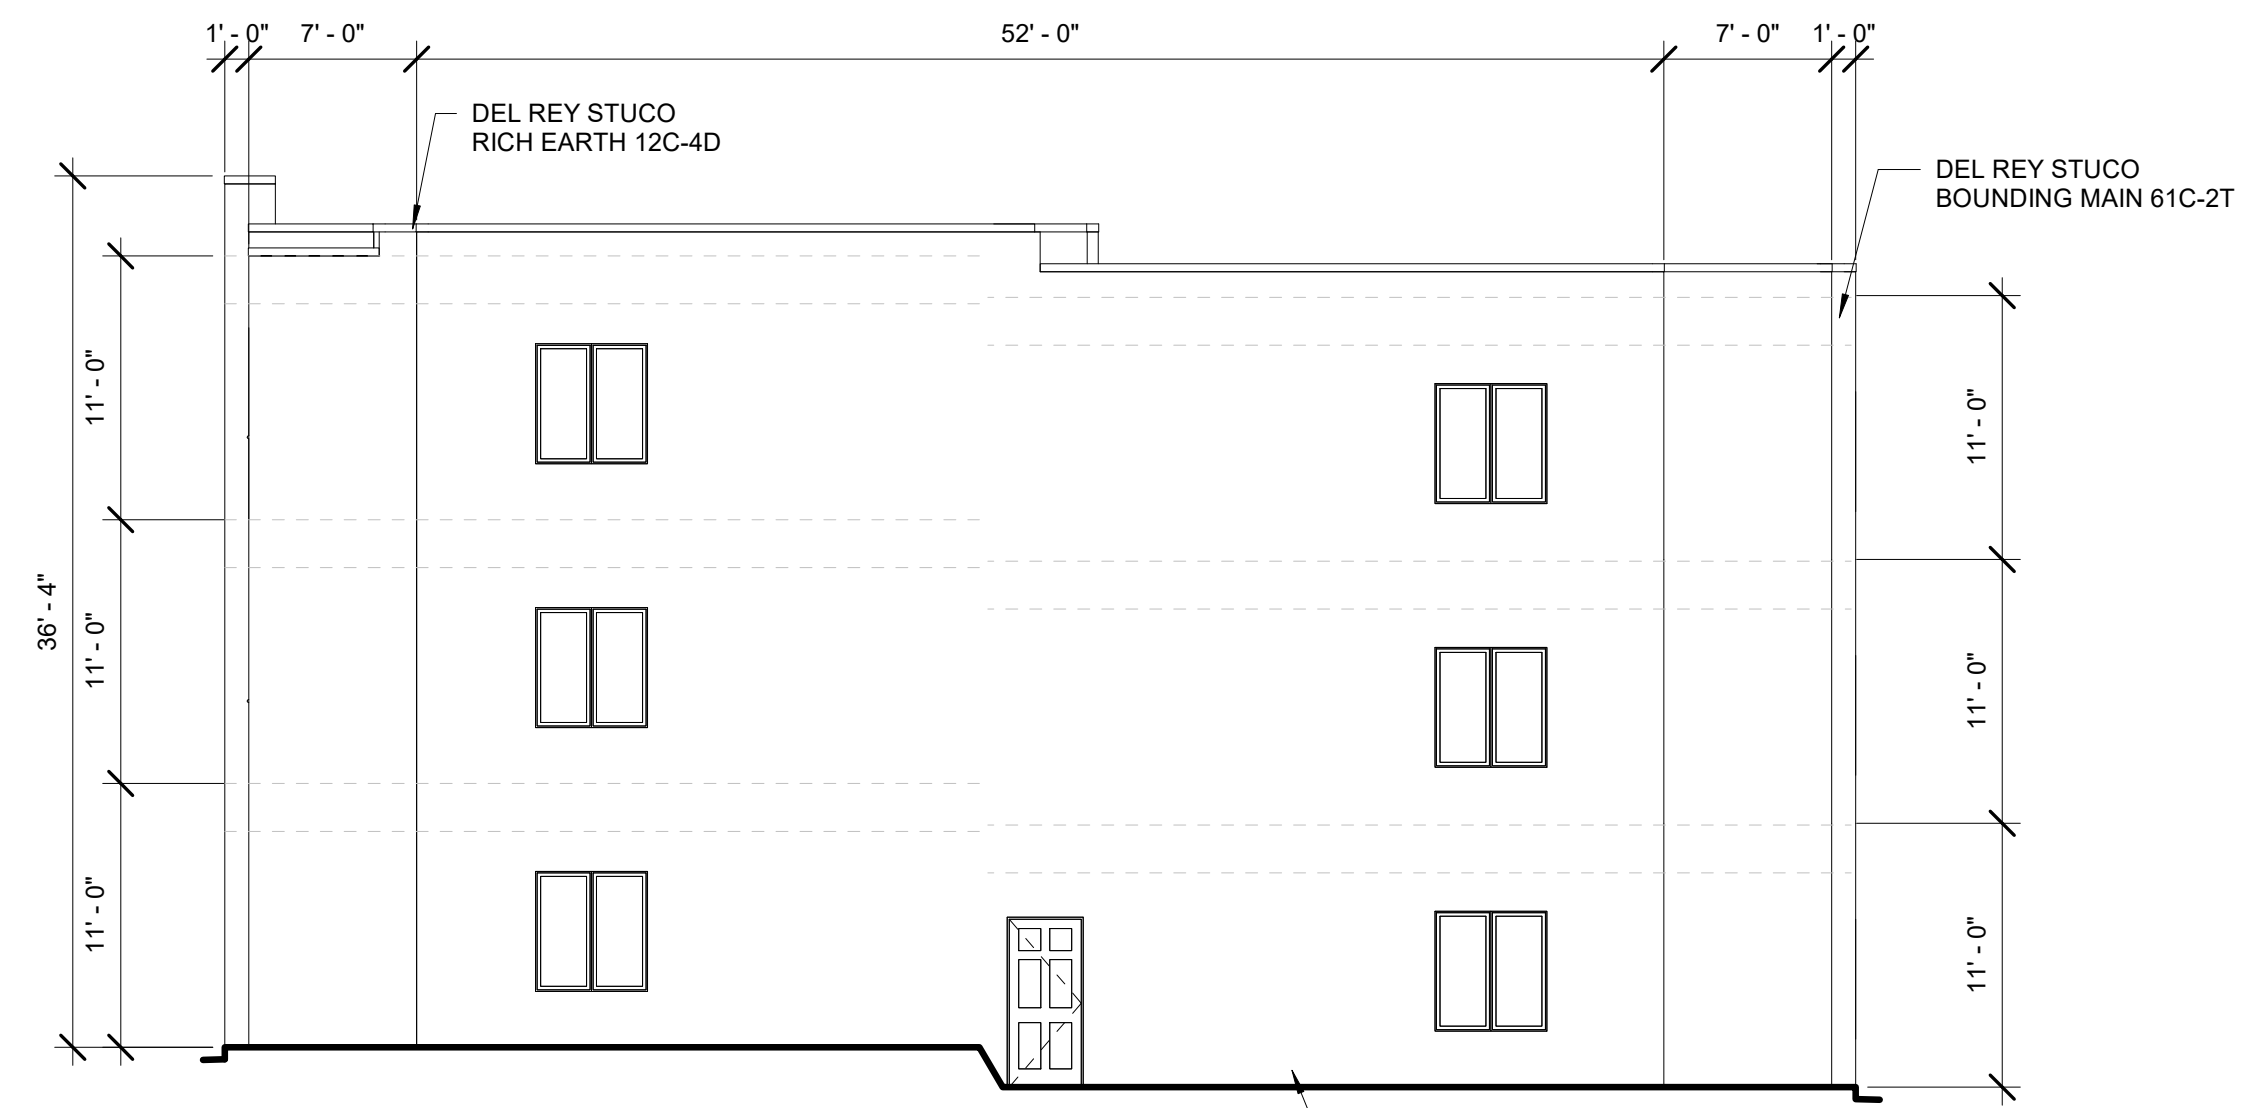 1' - 0"
7' - 0"
52' - 0"
7' - 0"
1' - 0"
DEL REY STUCO
RICH EARTH 12C-4D
DEL REY STUCO
BOUNDING MAIN 61C-2T
36' - 4"
11' - 0"
11' - 0"
11' - 0"
11' - 0"
11' - 0"
11' - 0"